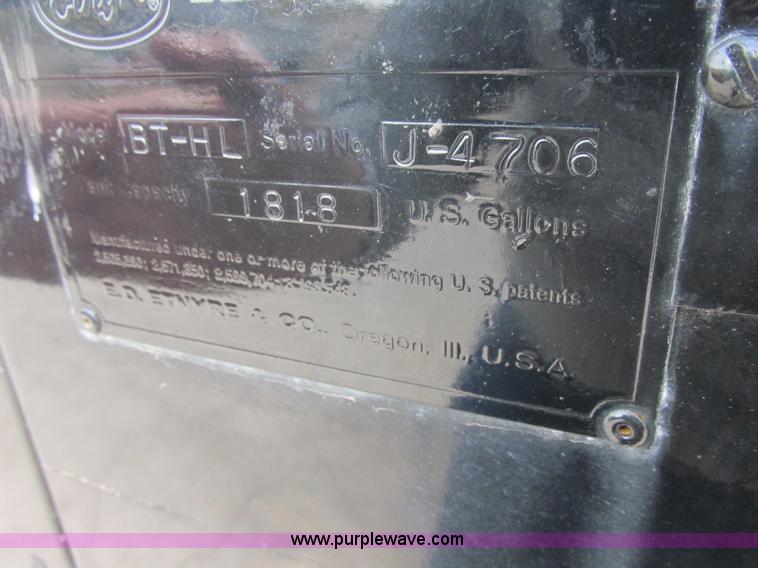 Model BT-HL Serial No. J-4706
Tank Capacity 1818 U.S. Gallons
Manufactured under one or more of the following U.S. patents
E.D. ETNYRE & CO., Oregon, Ill., U.S.A.
www.purplewave.com